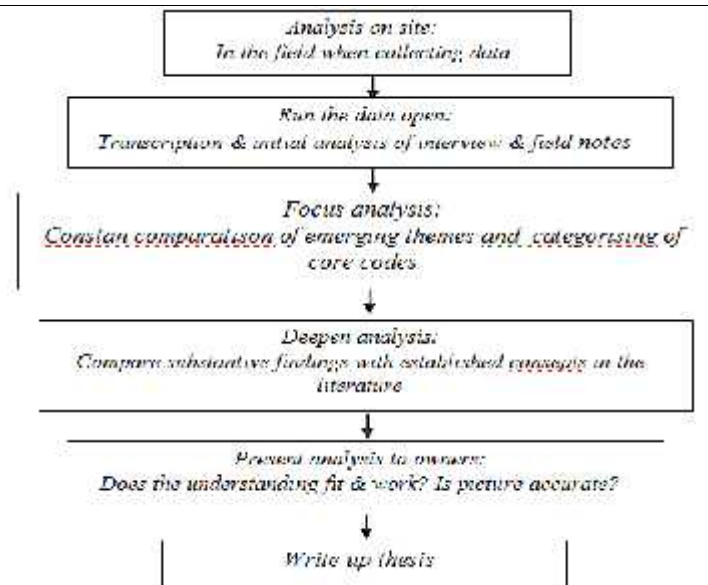 Analysis on site:
In the field when collecting data
Run the data open:
Transcription & initial analysis of interview & field notes
Focus analysis:
Constan comparatison of emerging themes and categorising of
core codes
Deepen analysis:
Compare substantive findings with established in the
literature
Present analysis to owners:
Does the understanding fit & work? Is picture accurate?
Write up thesis